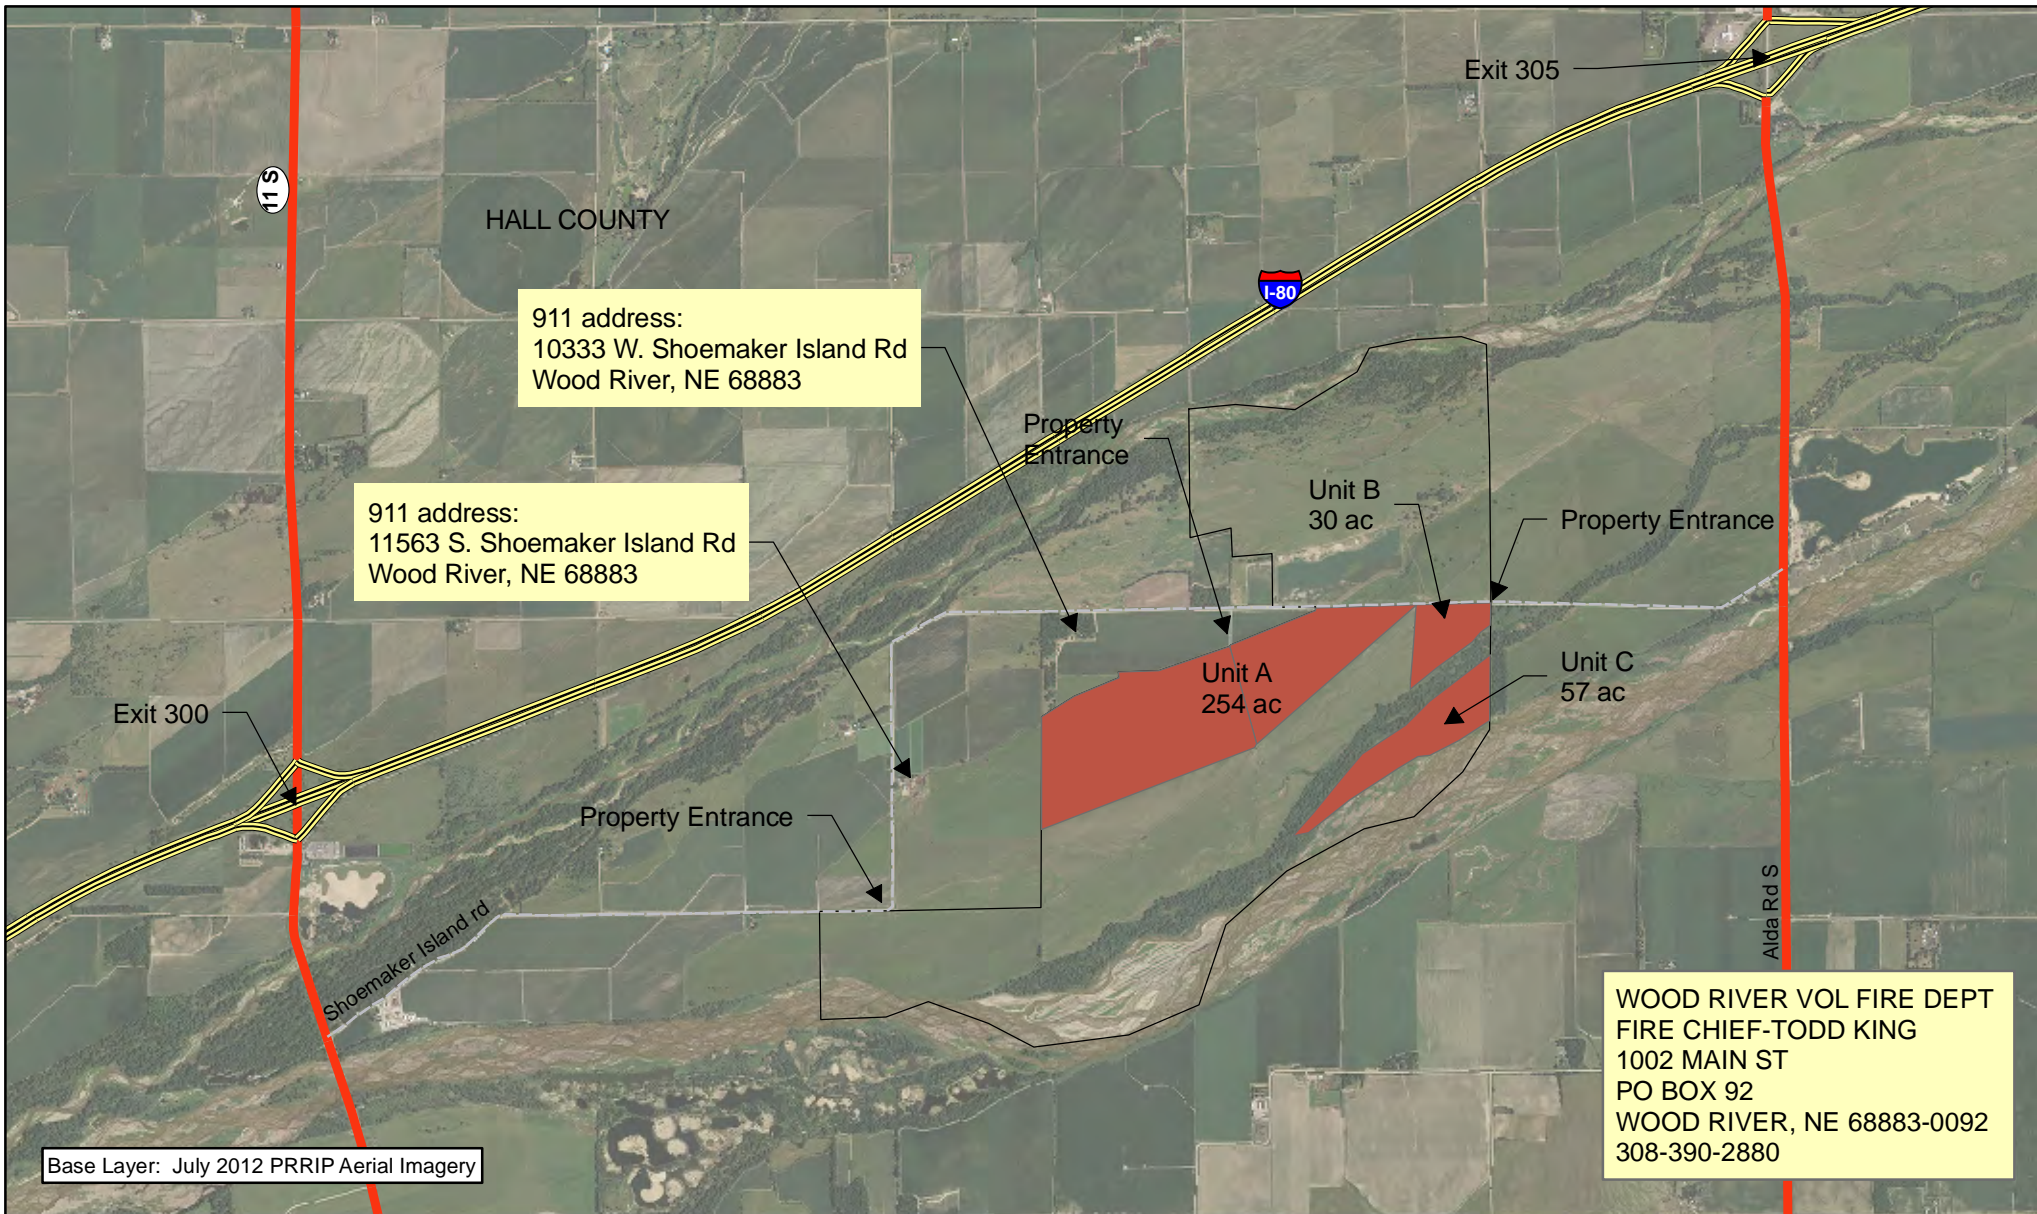 Exit 305
11 S
HALL COUNTY
I-80
911 address:
10333 W. Shoemaker Island Rd
Wood River, NE 68883
Property
Entrance
911 address:
11563 S. Shoemaker Island Rd
Wood River, NE 68883
Unit B
30 ac
Property Entrance
Unit A
254 ac
Unit C
57 ac
Exit 300
Property Entrance
Shoemaker Island rd
Alda Rd S
WOOD RIVER VOL FIRE DEPT
FIRE CHIEF-TODD KING
1002 MAIN ST
PO BOX 92
WOOD RIVER, NE 68883-0092
308-390-2880
Base Layer:  July 2012 PRRIP Aerial Imagery